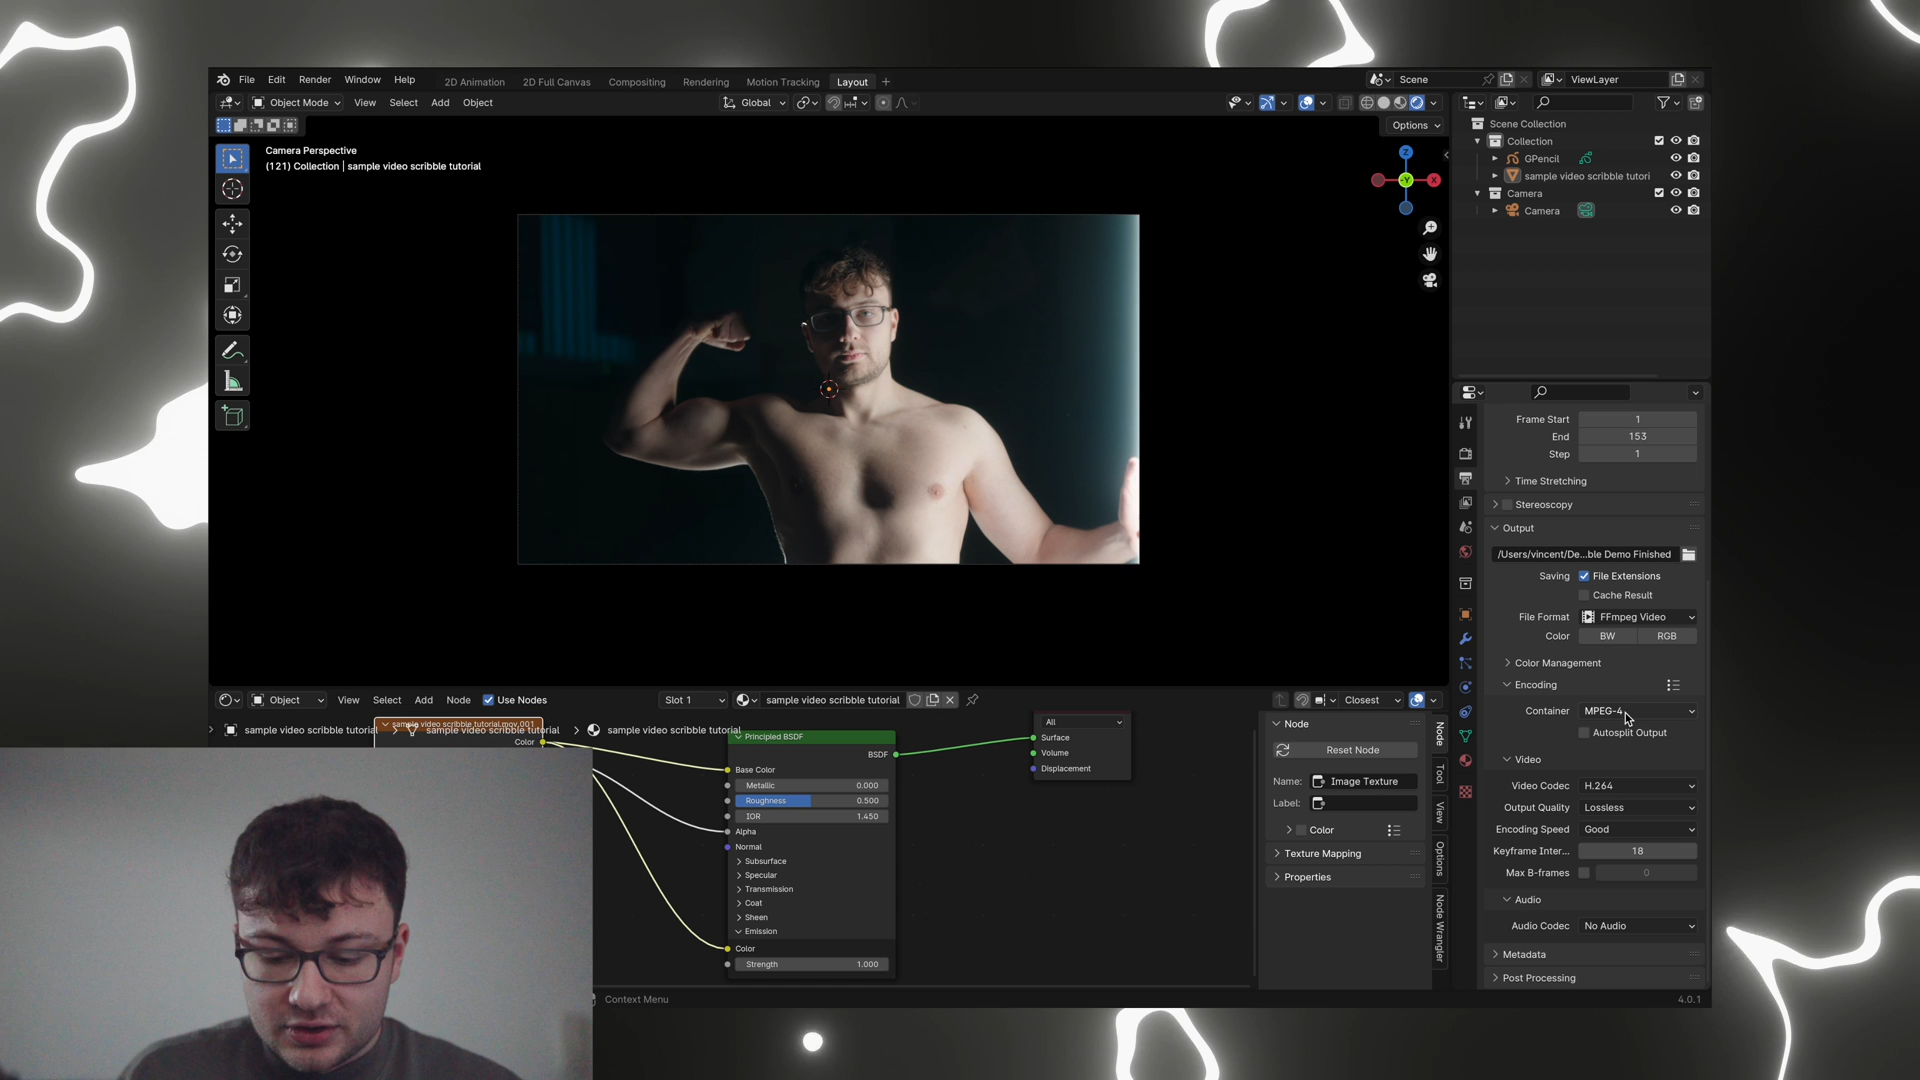 File Edit Render Window Help
2D Animation 2D Full Canvas Compositing Rendering Motion Tracking Layout +
Scene
ViewLayer
Object Mode View Select Add Object
Global
Options
Camera Perspective
(121) Collection | sample video scribble tutorial
Z
-Y
X
Scene Collection
Collection
GPencil
sample video scribble tutori
Camera
Camera
Frame Start 1
End 153
Step 1
Time Stretching
Stereoscopy
Output
/Users/vincent/De...ble Demo Finished
Saving File Extensions
Cache Result
File Format FFmpeg Video
Color BW RGB
Color Management
Encoding
Container MPEG-4
Autosplit Output
Video
Video Codec H.264
Output Quality Lossless
Encoding Speed Good
Keyframe Inter... 18
Max B-frames 0
Audio
Audio Codec No Audio
Metadata
Post Processing
4.0.1
Object View Select Add Node Use Nodes
Slot 1
sample video scribble tutorial
Closest
sample video scribble tutorial.mov.001
sample video scribble tutorial > sample video scribble tutorial > sample video scribble tutorial
Color
Principled BSDF
BSDF
Base Color
Metallic 0.000
Roughness 0.500
IOR 1.450
Alpha
Normal
Subsurface
Specular
Transmission
Coat
Sheen
Emission
Color
Strength 1.000
All
Surface
Volume
Displacement
Node
Reset Node
Name: Image Texture
Label:
Color
Texture Mapping
Properties
Node
Tool
View
Options
Node Wrangler
Context Menu